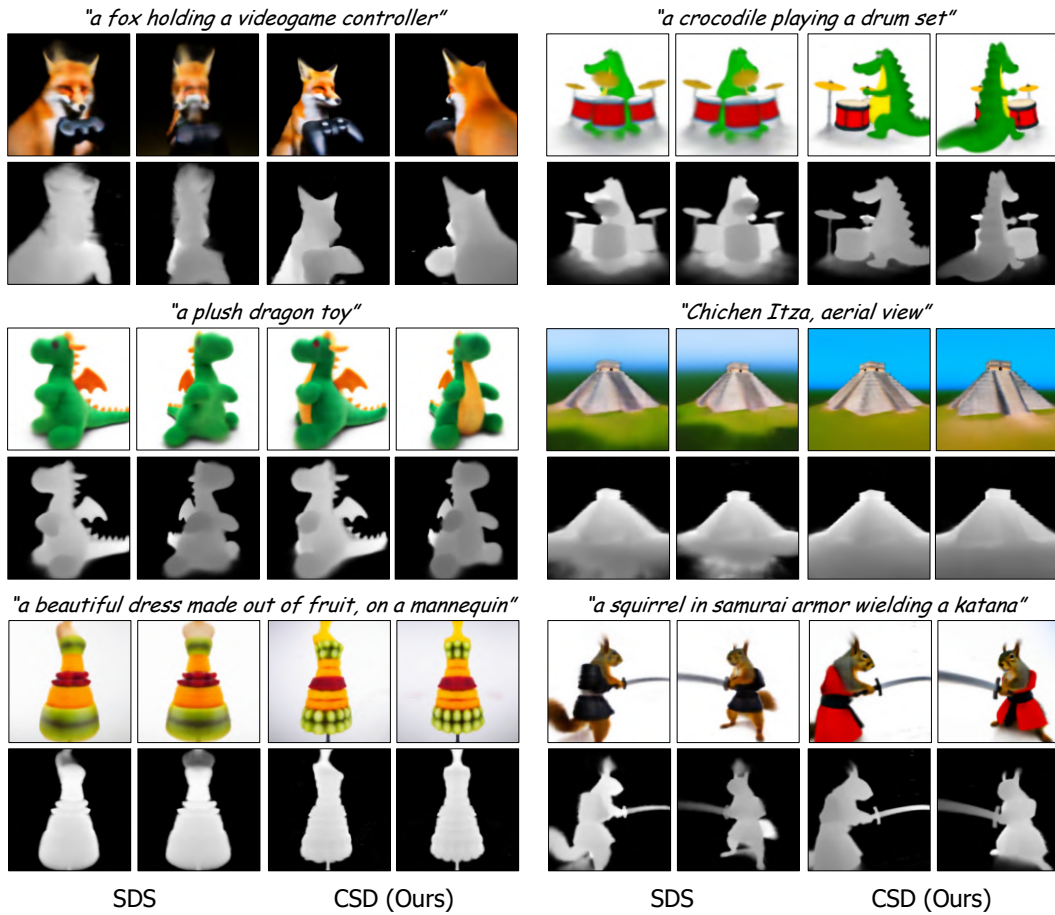 "a fox holding a videogame controller"
"a crocodile playing a drum set"
"a plush dragon toy"
"Chichen Itza, aerial view"
"a beautiful dress made out of fruit, on a mannequin"
"a squirrel in samurai armor wielding a katana"
SDS
CSD (Ours)
SDS
CSD (Ours)